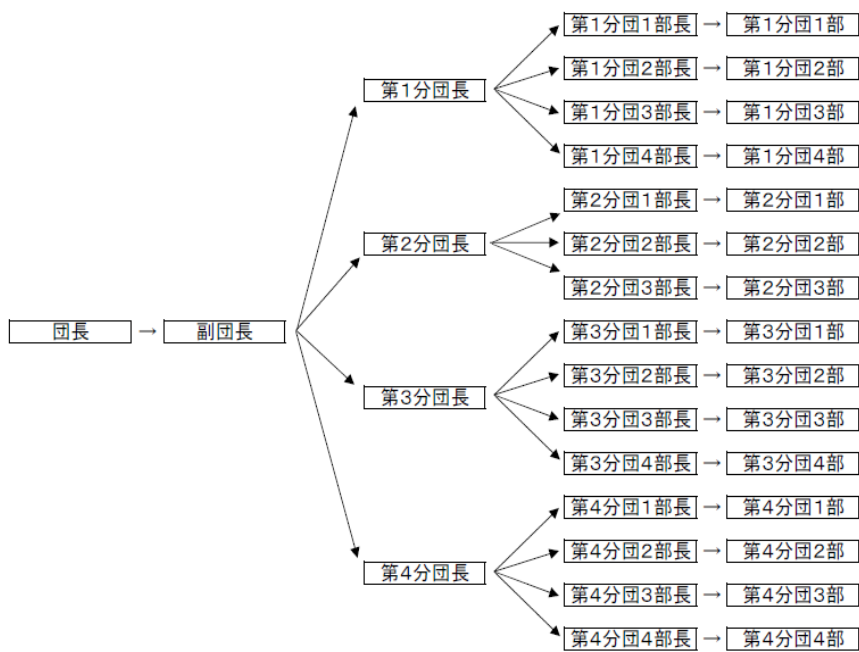 団長 → 副団長
第1分団長
第1分団1部長 → 第1分団1部
第1分団2部長 → 第1分団2部
第1分団3部長 → 第1分団3部
第1分団4部長 → 第1分団4部
第2分団長
第2分団1部長 → 第2分団1部
第2分団2部長 → 第2分団2部
第2分団3部長 → 第2分団3部
第3分団長
第3分団1部長 → 第3分団1部
第3分団2部長 → 第3分団2部
第3分団3部長 → 第3分団3部
第3分団4部長 → 第3分団4部
第4分団長
第4分団1部長 → 第4分団1部
第4分団2部長 → 第4分団2部
第4分団3部長 → 第4分団3部
第4分団4部長 → 第4分団4部